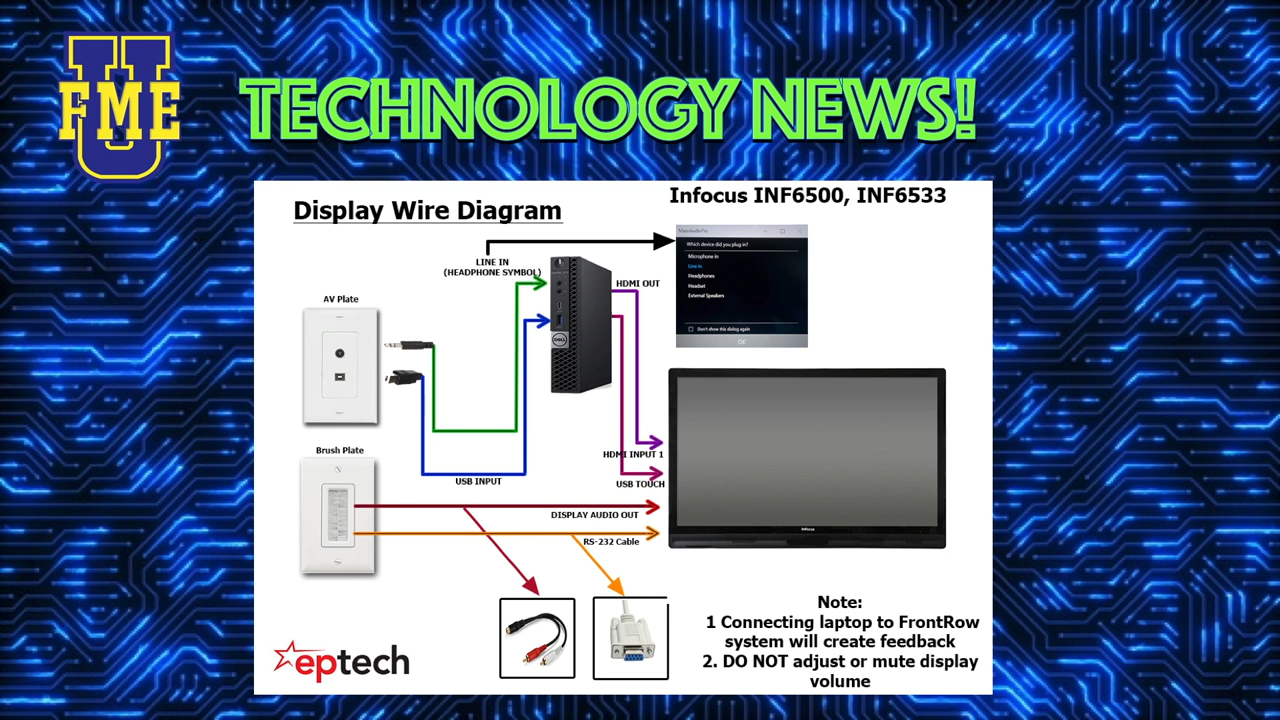 U
FME
TECHNOLOGY NEWS!
Display Wire Diagram
Infocus INF6500, INF6533
LINE IN
(HEADPHONE SYMBOL)
HDMI OUT
Which device did you plug in?
Microphone in
Line in
Headphones
Headset
External Speakers
Don't show this dialog again
OK
AV Plate
DELL
HDMI INPUT 1
Brush Plate
USB INPUT
USB TOUCH
DISPLAY AUDIO OUT
RS-232 Cable
InFocus
Note:
1 Connecting laptop to FrontRow
system will create feedback
2. DO NOT adjust or mute display
volume
eptech